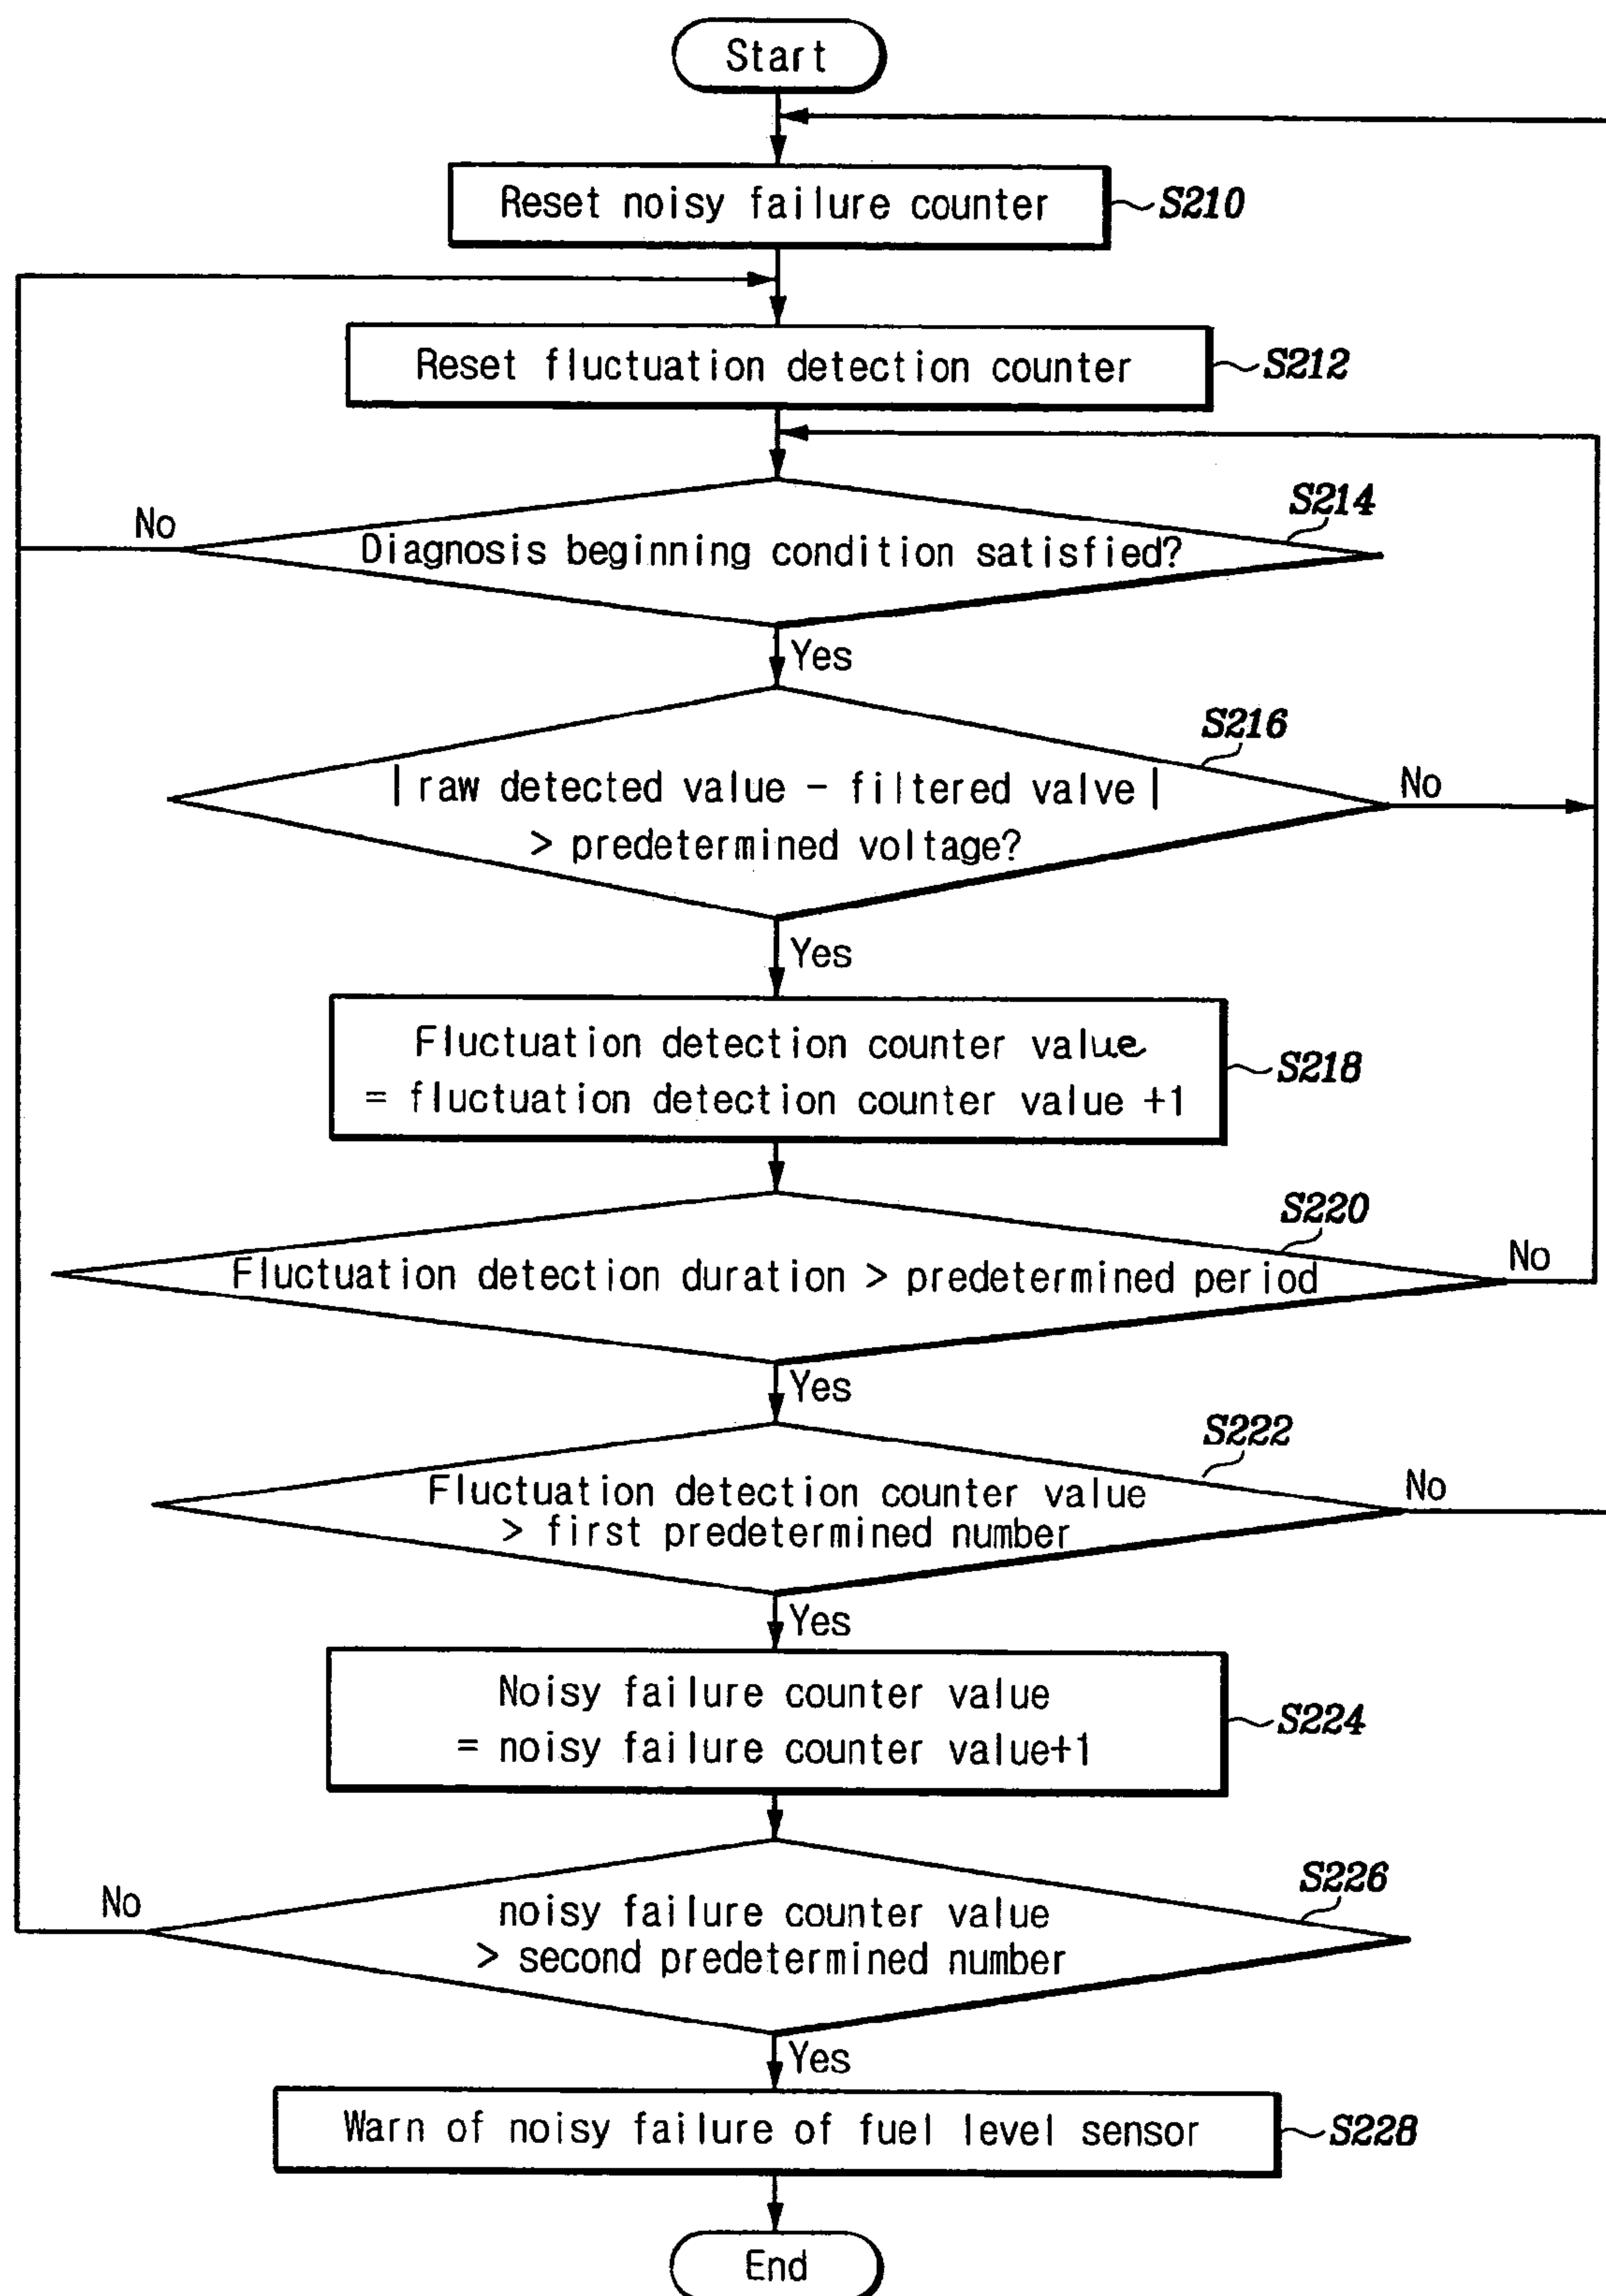 Start
Reset noisy failure counter
S210
Reset fluctuation detection counter
S212
S214
No
Diagnosis beginning condition satisfied?
Yes
S216
| raw detected value - filtered valve |
> predetermined voltage?
No
Yes
Fluctuation detection counter value
= fluctuation detection counter value +1
S218
S220
Fluctuation detection duration > predetermined period
No
Yes
S222
Fluctuation detection counter value
> first predetermined number
No
Yes
Noisy failure counter value
= noisy failure counter value+1
S224
S226
No
noisy failure counter value
> second predetermined number
Yes
Warn of noisy failure of fuel level sensor
S228
End